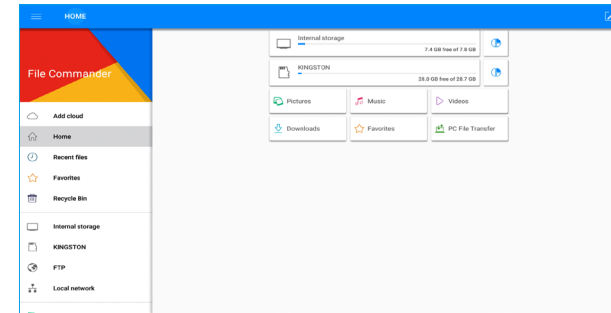 HOME
File Commander
Add cloud
Home
Recent files
Favorites
Recycle Bin
Internal storage
KINGSTON
FTP
Local network
Internal storage
7.4 GB free of 7.8 GB
KINGSTON
28.0 GB free of 28.7 GB
Pictures Music Videos
Downloads Favorites PC File Transfer